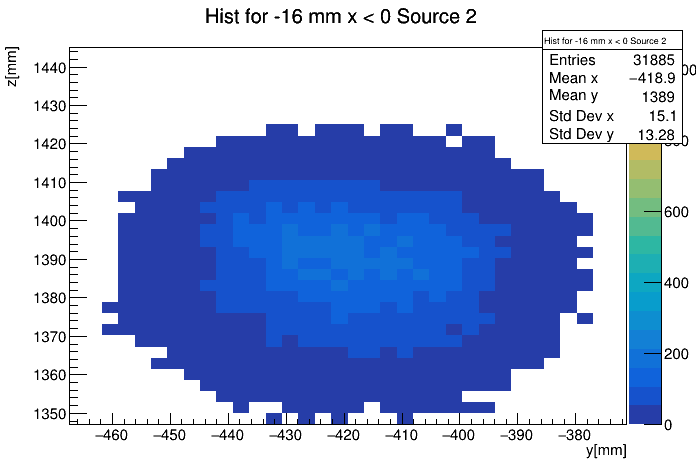 Hist for -16 mm x < 0 Source 2
z[mm]
Hist for -16 mm x < 0 Source 2
Entries 31885
Mean x −418.9
Mean y 1389
Std Dev x 15.1
Std Dev y 13.28
1440
1430
1420
1410
1400
1390
1380
1370
1360
1350
600
400
200
0
−460 −450 −440 −430 −420 −410 −400 −390 −380
y[mm]